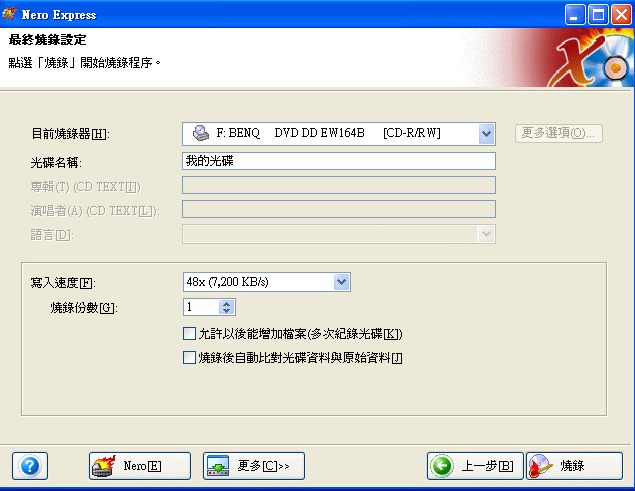 Nero Express
最終燒錄設定
點選「燒錄」開始燒錄程序。
目前燒錄器[H]: F: BENQ DVD DD EW164B [CD-R/RW] 更多選項(O)...
光碟名稱: 我的光碟
專輯(T) (CD TEXT[I])
演唱者(A) (CD TEXT[L]):
語言[D]:
寫入速度[F]: 48x (7,200 KB/s)
燒錄份數[G]: 1
允許以後能增加檔案(多次紀錄光碟[K])
燒錄後自動比對光碟資料與原始資料[J]
Nero[E] 更多[C]>> 上一步[B] 燒錄